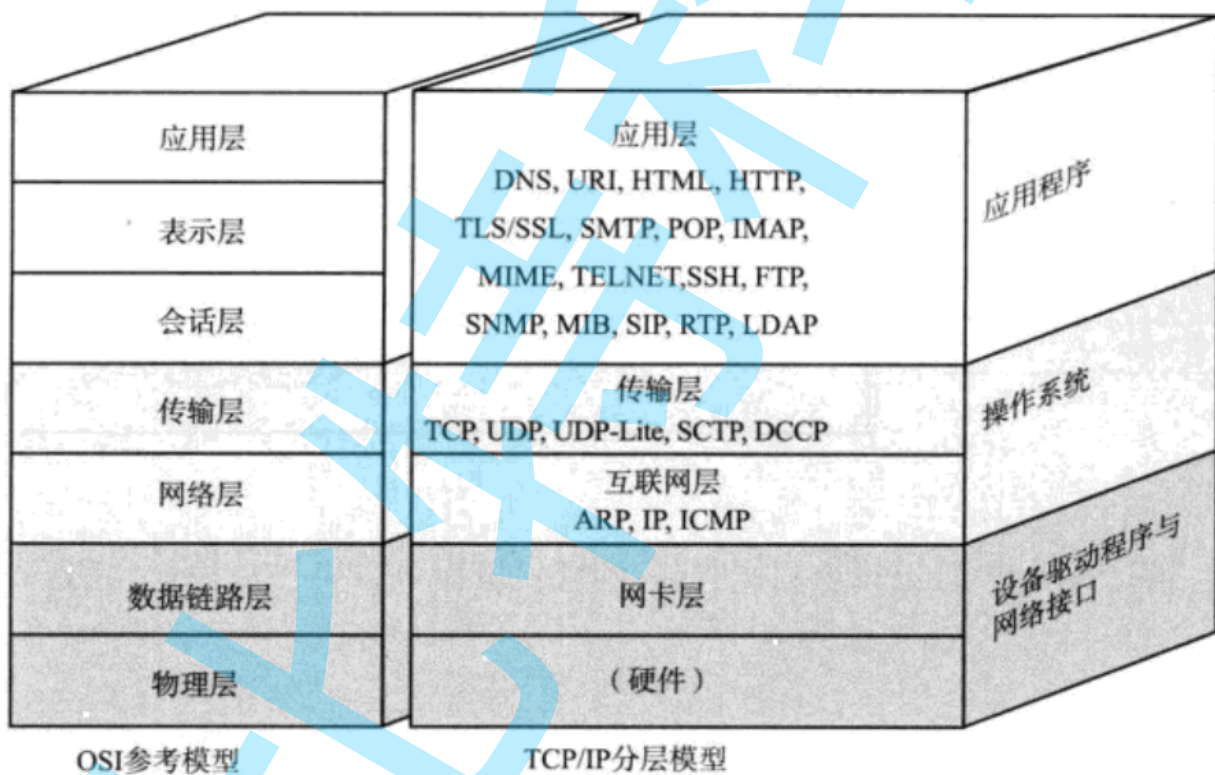 应用层
表示层
会话层
传输层
网络层
数据链路层
物理层
OSI参考模型
应用层
DNS, URI, HTML, HTTP,
TLS/SSL, SMTP, POP, IMAP,
MIME, TELNET,SSH, FTP,
SNMP, MIB, SIP, RTP, LDAP
传输层
TCP, UDP, UDP-Lite, SCTP, DCCP
互联网层
ARP, IP, ICMP
网卡层
（硬件）
TCP/IP分层模型
应用程序
操作系统
设备驱动程序与
网络接口